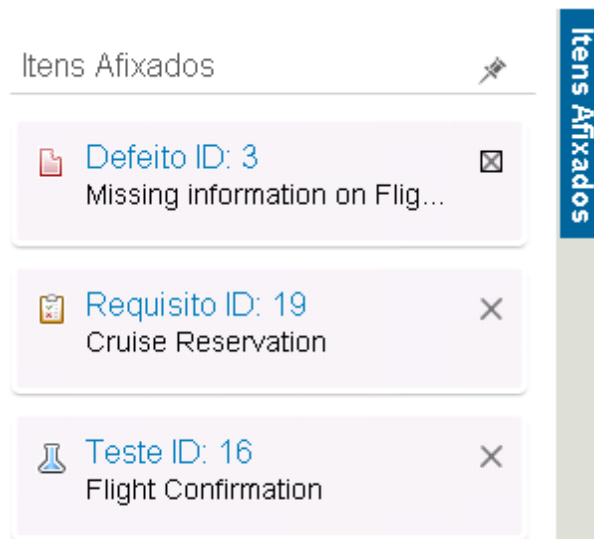 Itens Afixados
Defeito ID: 3
Missing information on Flig...
Requisito ID: 19
Cruise Reservation
Teste ID: 16
Flight Confirmation
Itens Afixados